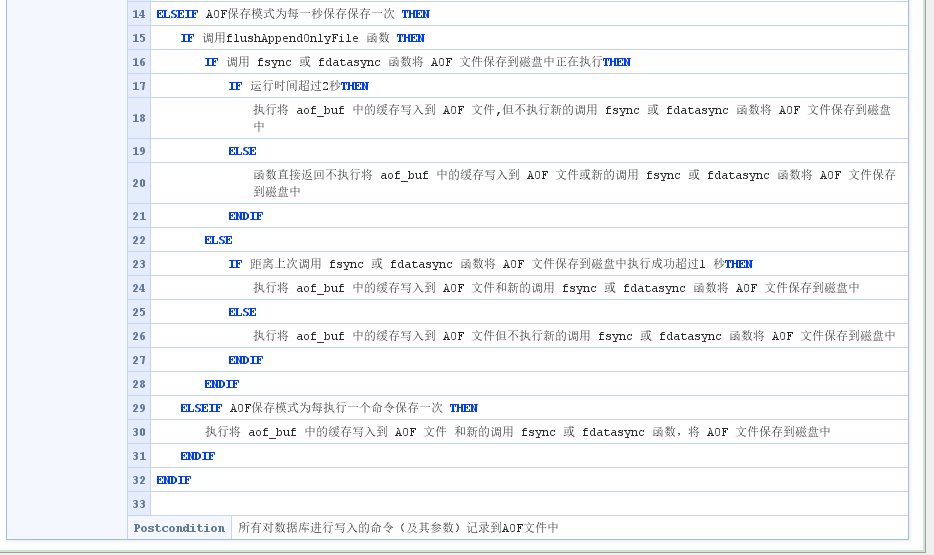 14 ELSEIF AOF保存模式为每一秒保存保存一次 THEN
15 IF 调用flushAppendOnlyFile 函数 THEN
16 IF 调用 fsync 或 fdatasync 函数将 AOF 文件保存到磁盘中正在执行THEN
17 IF 运行时间超过2秒THEN
18 执行将 aof_buf 中的缓存写入到 AOF 文件,但不执行新的调用 fsync 或 fdatasync 函数将 AOF 文件保存到磁盘
中
19 ELSE
20 函数直接返回不执行将 aof_buf 中的缓存写入到 AOF 文件或新的调用 fsync 或 fdatasync 函数将 AOF 文件保存
到磁盘中
21 ENDIF
22 ELSE
23 IF 距离上次调用 fsync 或 fdatasync 函数将 AOF 文件保存到磁盘中执行成功超过1 秒THEN
24 执行将 aof_buf 中的缓存写入到 AOF 文件和新的调用 fsync 或 fdatasync 函数将 AOF 文件保存到磁盘中
25 ELSE
26 执行将 aof_buf 中的缓存写入到 AOF 文件但不执行新的调用 fsync 或 fdatasync 函数将 AOF 文件保存到磁盘中
27 ENDIF
28 ENDIF
29 ELSEIF AOF保存模式为每执行一个命令保存一次 THEN
30 执行将 aof_buf 中的缓存写入到 AOF 文件 和新的调用 fsync 或 fdatasync 函数，将 AOF 文件保存到磁盘中
31 ENDIF
32 ENDIF
33
Postcondition 所有对数据库进行写入的命令（及其参数）记录到AOF文件中